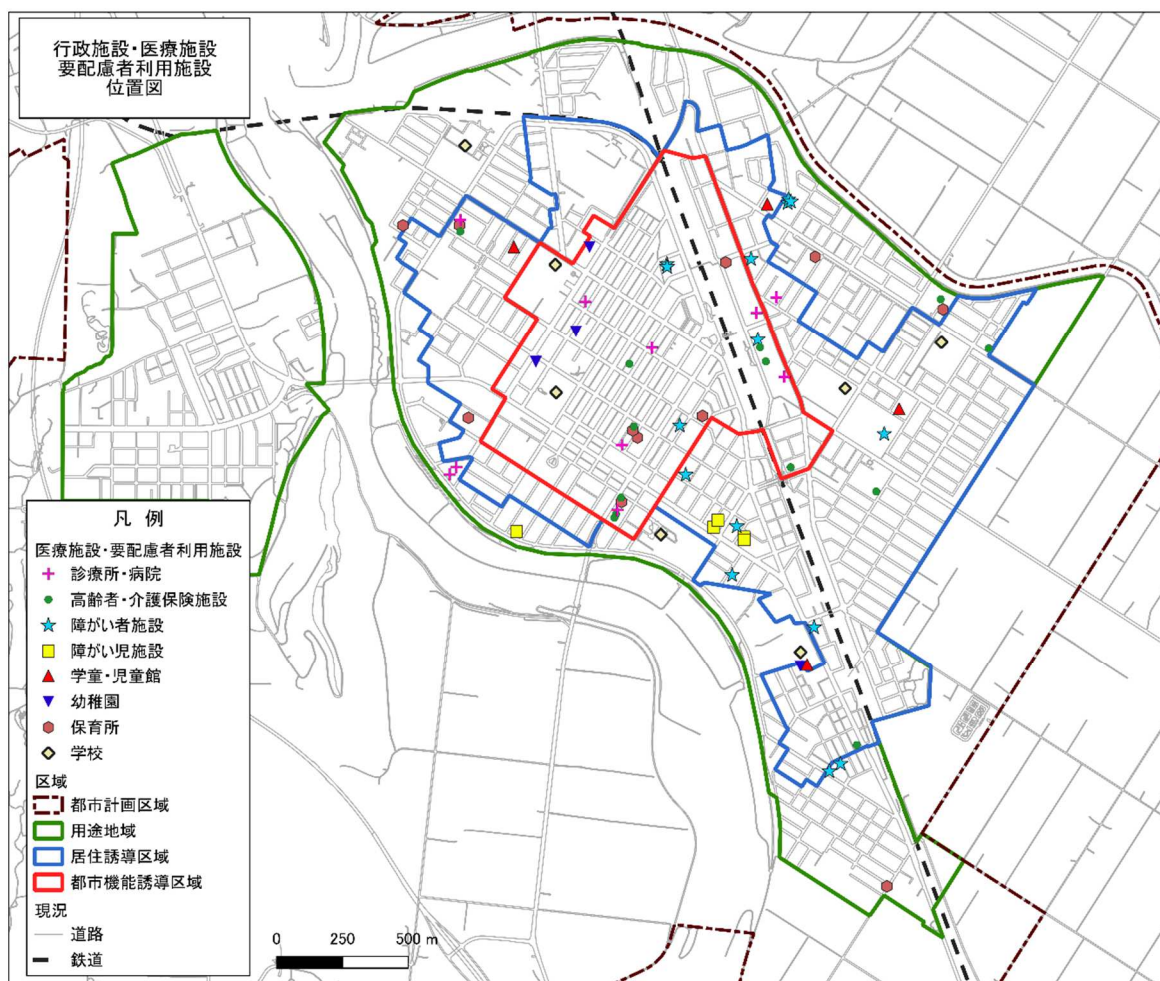 行政施設・医療施設
要配慮者利用施設
位置図
凡 例
医療施設・要配慮者利用施設
診療所・病院
高齢者・介護保険施設
障がい者施設
障がい児施設
学童・児童館
幼稚園
保育所
学校
区域
都市計画区域
用途地域
居住誘導区域
都市機能誘導区域
現況
道路
鉄道
0 250 500 m